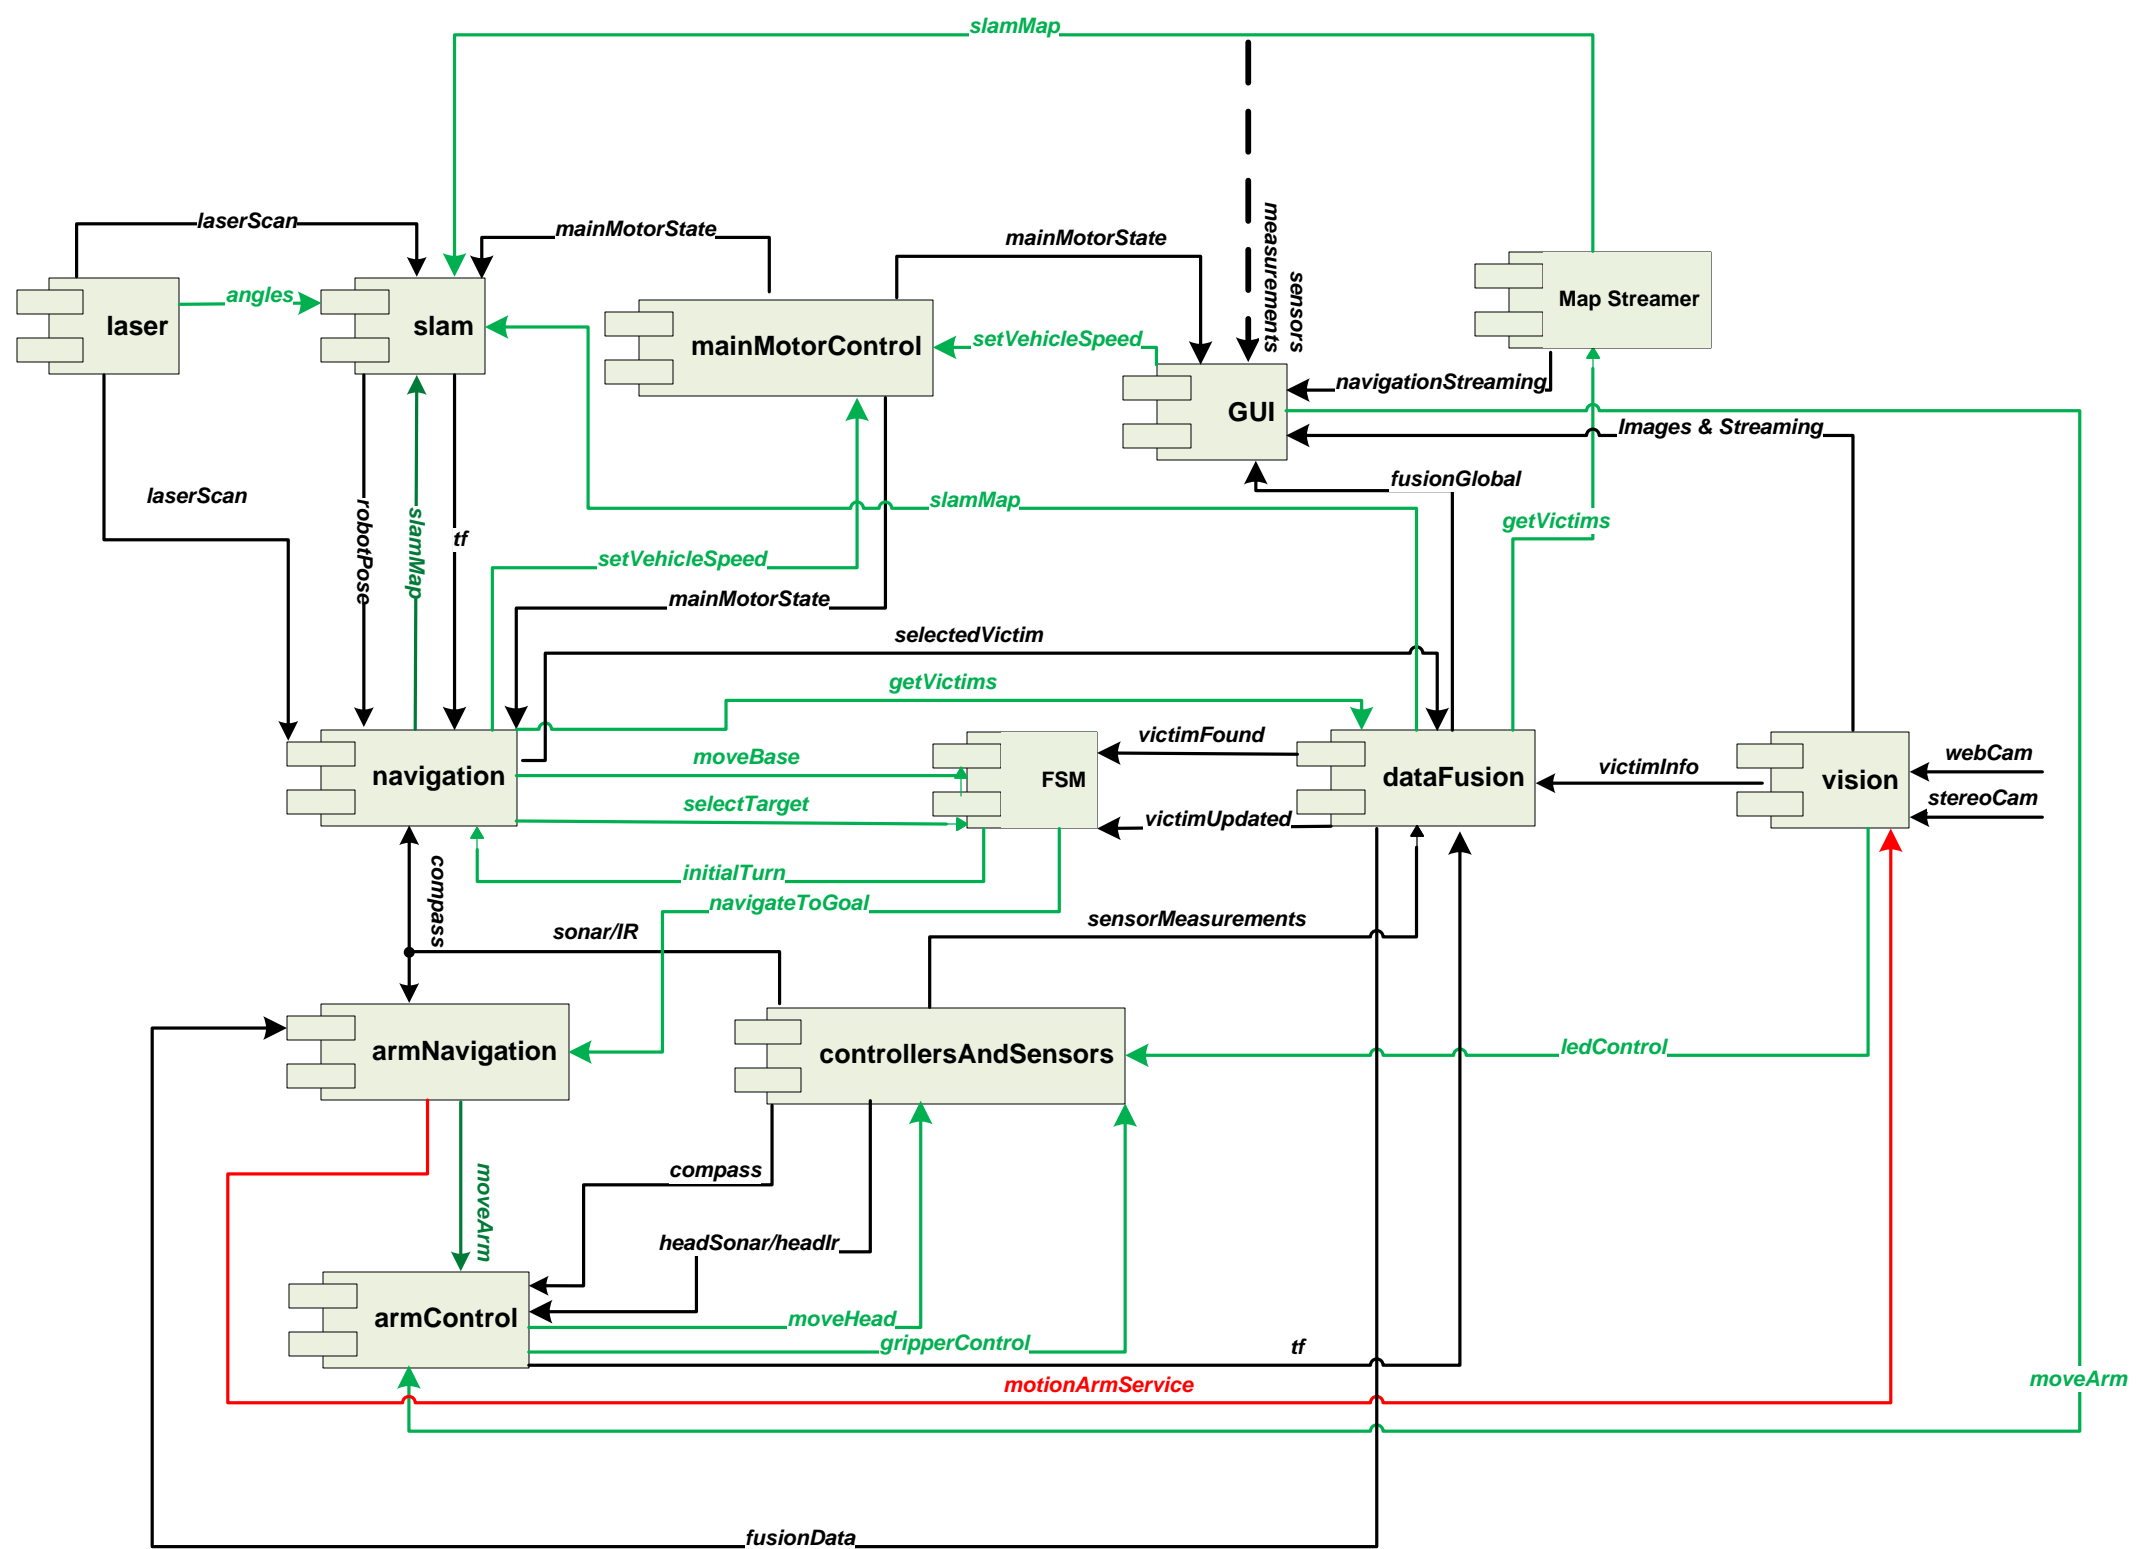 slamMap
laserScan
mainMotorState
mainMotorState
sensors
measurements
angles
laser
slam
mainMotorControl
setVehicleSpeed
Map Streamer
navigationStreaming
GUI
Images & Streaming
laserScan
robotPose
slamMap
tf
slamMap
fusionGlobal
getVictims
setVehicleSpeed
mainMotorState
selectedVictim
getVictims
victimFound
moveBase
navigation
selectTarget
FSM
dataFusion
victimInfo
vision
webCam
stereoCam
victimUpdated
initialTurn
compass
navigateToGoal
sonar/IR
sensorMeasurements
armNavigation
controllersAndSensors
ledControl
moveArm
compass
headSonar/headIr
armControl
moveHead
gripperControl
tf
motionArmService
moveArm
fusionData